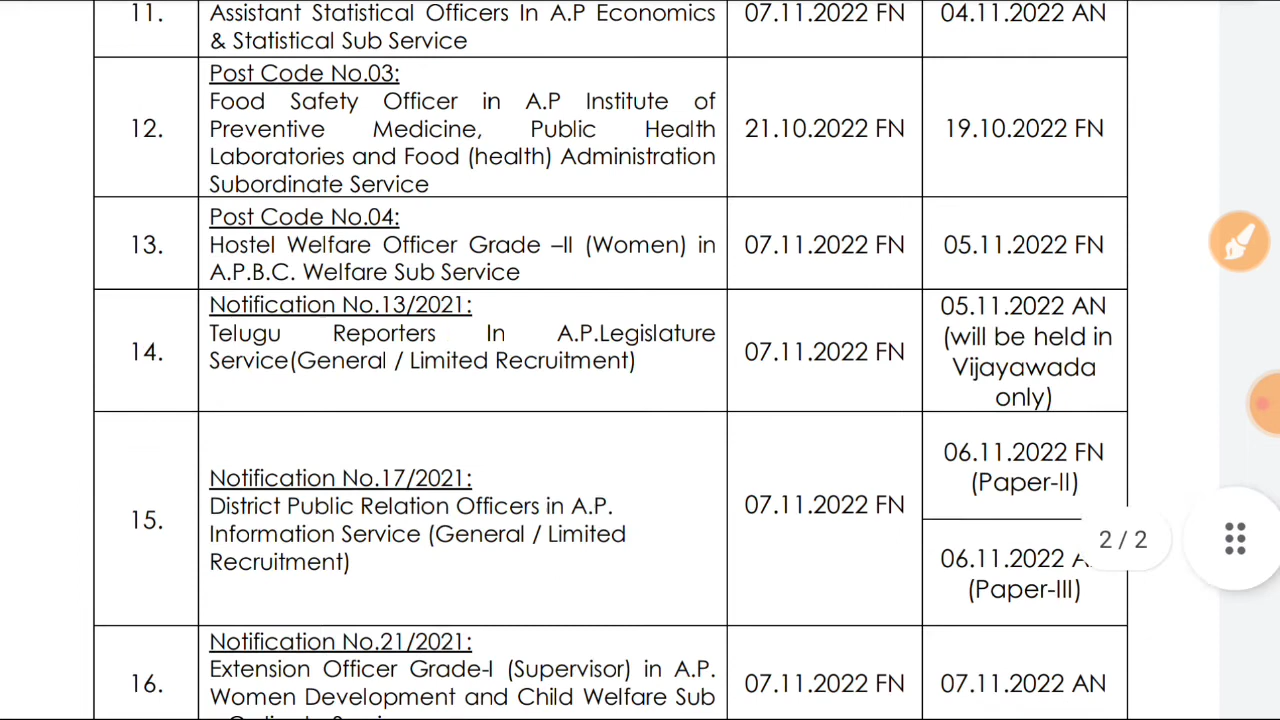 11.
Assistant Statistical Officers In A.P Economics
& Statistical Sub Service
07.11.2022 FN
04.11.2022 AN
12.
Post Code No.03:
Food Safety Officer in A.P Institute of
Preventive Medicine, Public Health
Laboratories and Food (health) Administration
Subordinate Service
21.10.2022 FN
19.10.2022 FN
13.
Post Code No.04:
Hostel Welfare Officer Grade –II (Women) in
A.P.B.C. Welfare Sub Service
07.11.2022 FN
05.11.2022 FN
14.
Notification No.13/2021:
Telugu Reporters In A.P.Legislature
Service(General / Limited Recruitment)
07.11.2022 FN
05.11.2022 AN
(will be held in
Vijayawada
only)
15.
Notification No.17/2021:
District Public Relation Officers in A.P.
Information Service (General / Limited
Recruitment)
07.11.2022 FN
06.11.2022 FN
(Paper-II)
06.11.2022
(Paper-III)
2 / 2
16.
Notification No.21/2021:
Extension Officer Grade-I (Supervisor) in A.P.
Women Development and Child Welfare Sub
07.11.2022 FN
07.11.2022 AN